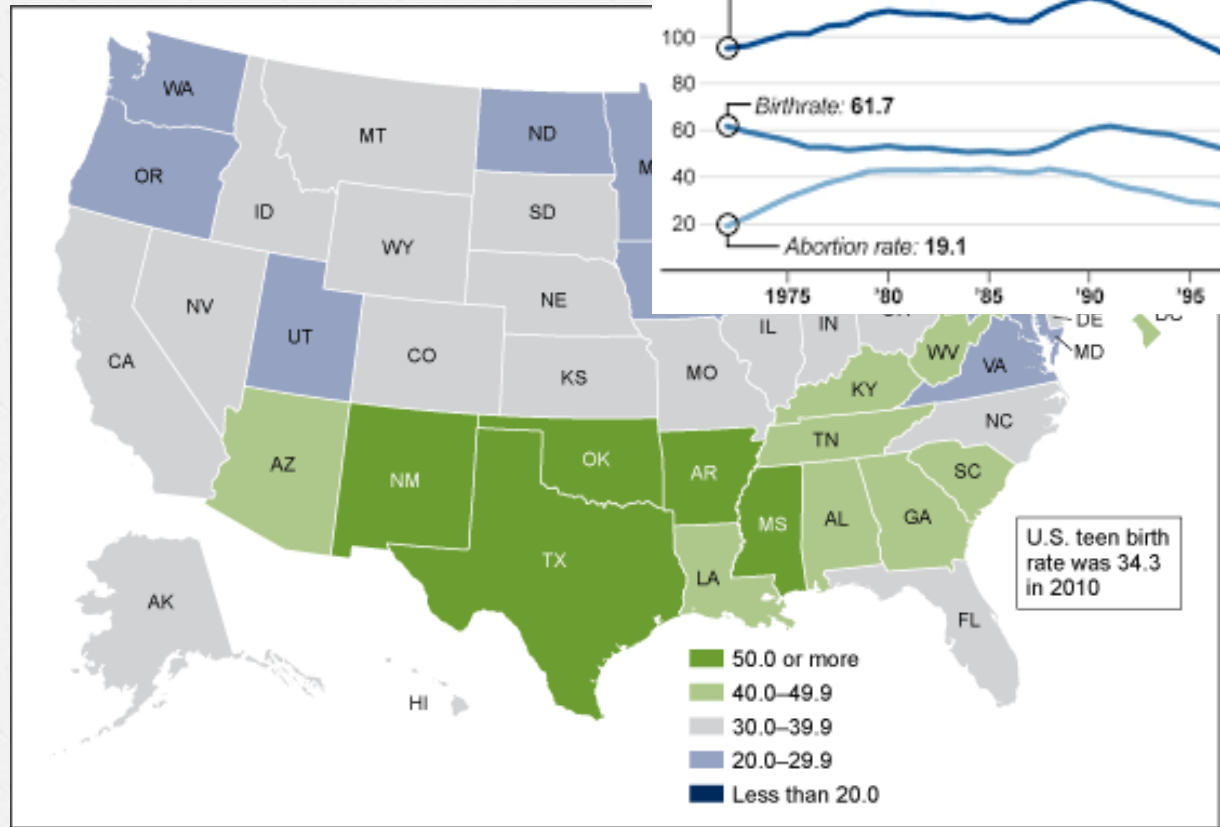 100
80
Birthrate: 61.7
60
40
20
Abortion rate: 19.1
1975 '80 '85 '90 '95
WA
MT
ND
M
OR
ID
SD
WY
NE
NV
UT
CO
IL
IN
DE
MD
CA
KS
MO
WV
VA
KY
NC
TN
AZ
NM
OK
AR
SC
MS
AL
GA
TX
LA
U.S. teen birth
rate was 34.3
in 2010
AK
FL
HI
50.0 or more
40.0–49.9
30.0–39.9
20.0–29.9
Less than 20.0